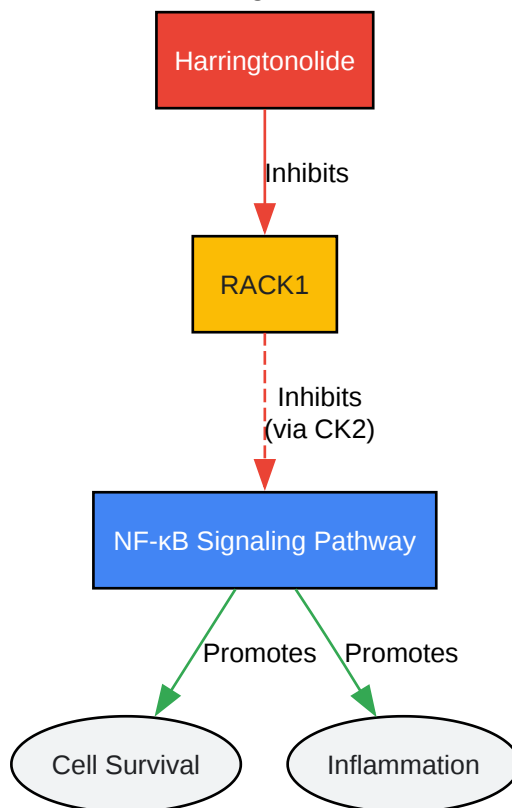 Harringtonolide
Inhibits
RACK1
Inhibits
(via CK2)
NF-κB Signaling Pathway
Promotes Promotes
Cell Survival Inflammation